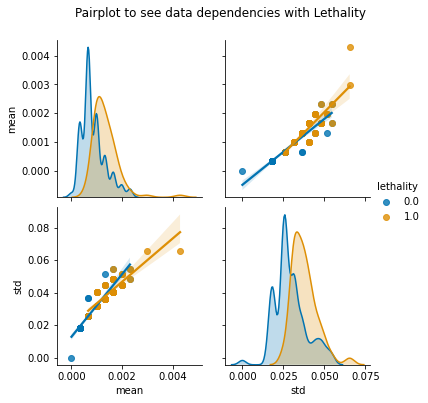 Pairplot to see data dependencies with Lethality
0.004
0.003
0.002
0.001
0.000
mean
lethality
0.0
1.0
0.08
0.06
0.04
0.02
0.00
std
0.000 0.002 0.004
mean
0.000 0.025 0.050 0.075
std